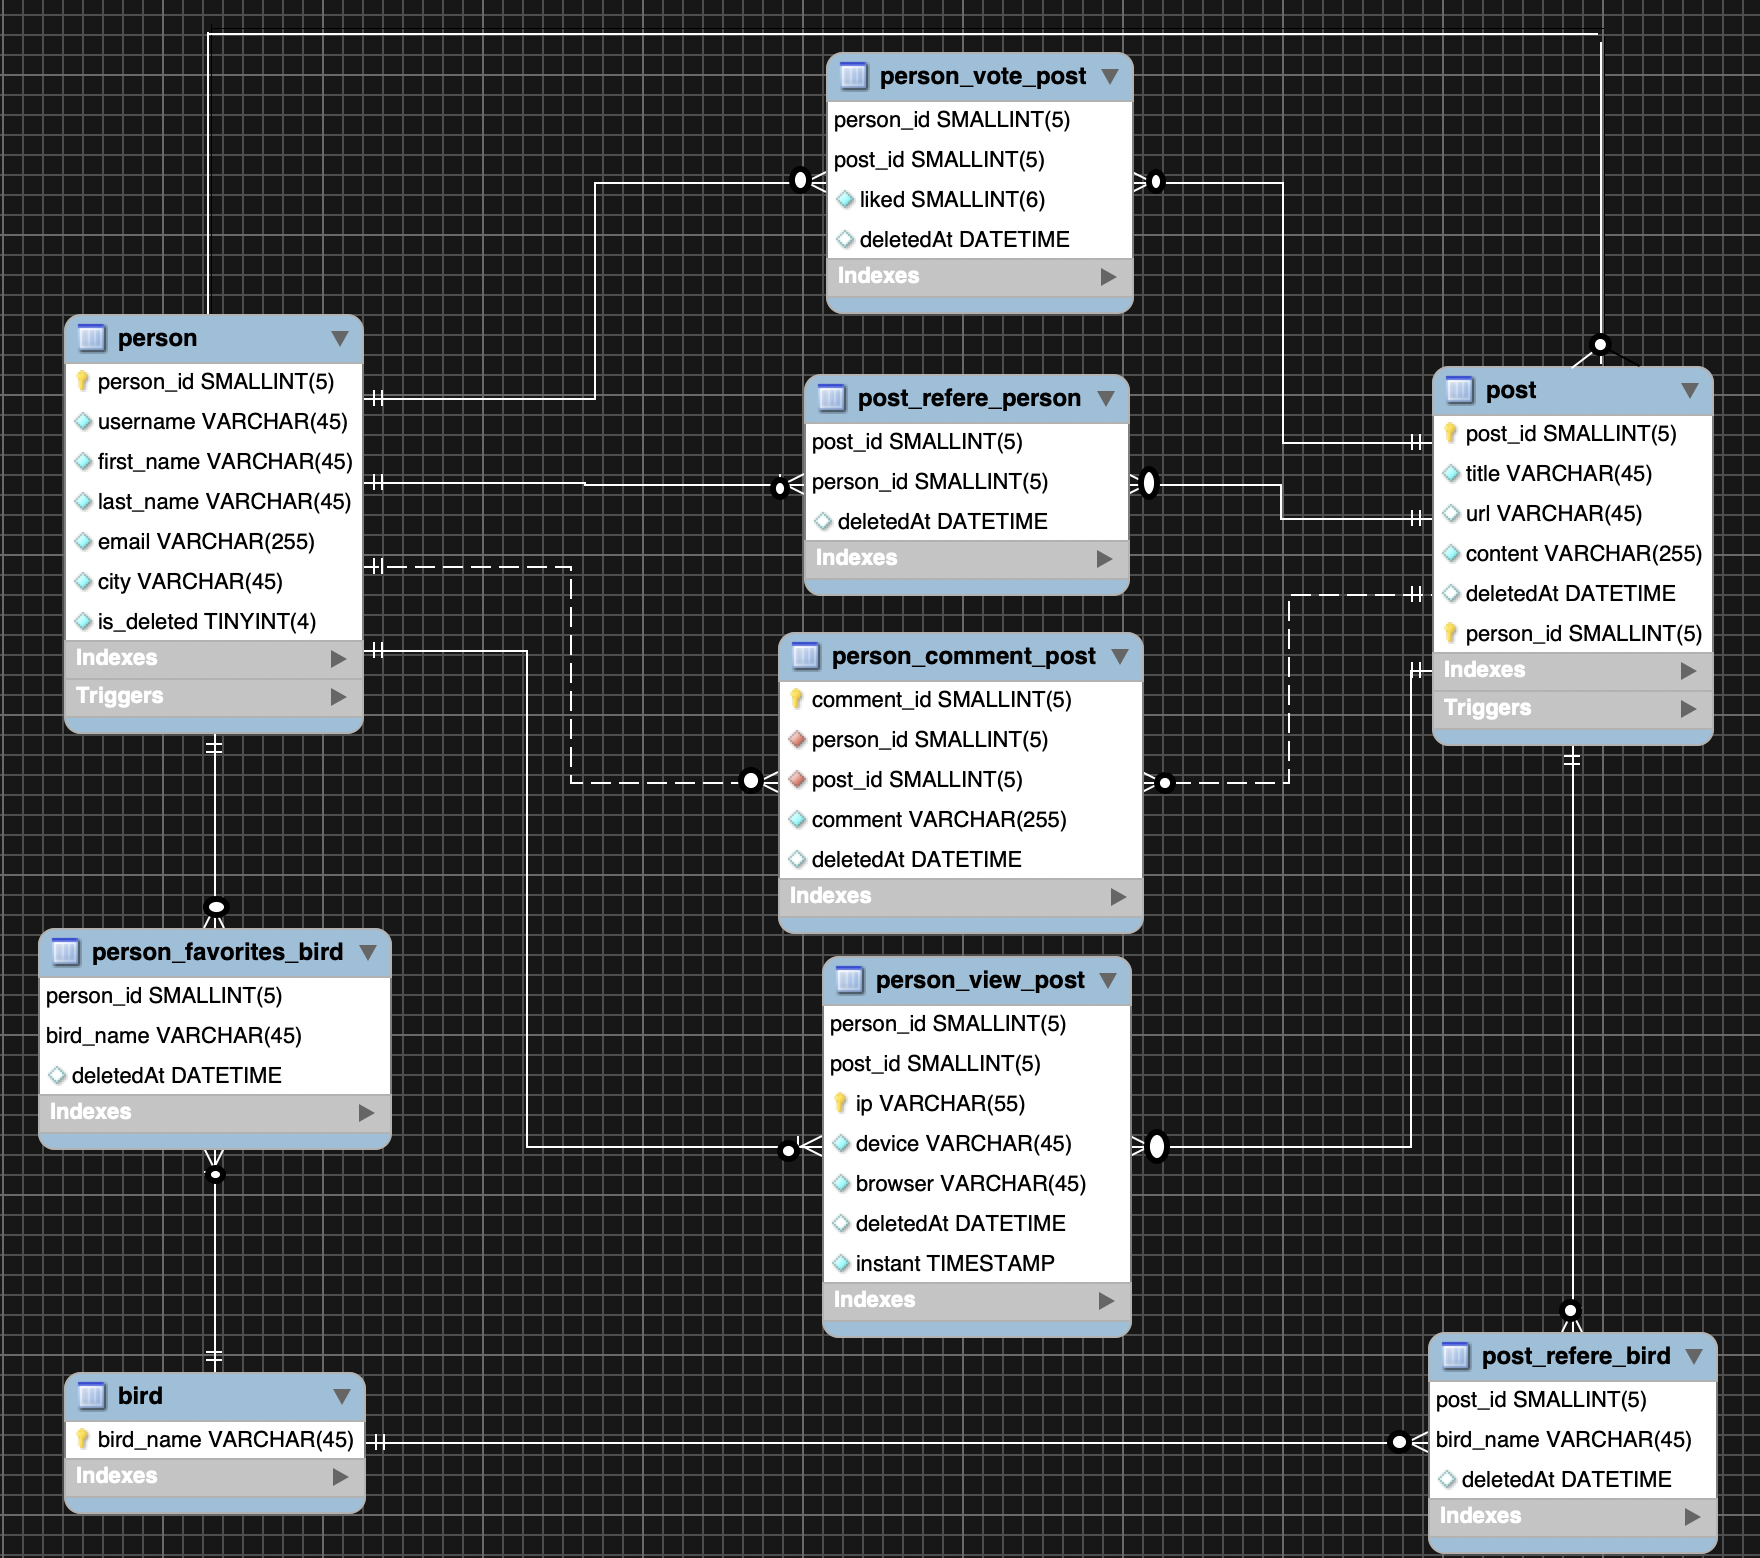 person_vote_post
person_id SMALLINT(5)
post_id SMALLINT(5)
liked SMALLINT(6)
deletedAt DATETIME
Indexes
person
person_id SMALLINT(5)
username VARCHAR(45)
first_name VARCHAR(45)
last_name VARCHAR(45)
email VARCHAR(255)
city VARCHAR(45)
is_deleted TINYINT(4)
Indexes
Triggers
post_refere_person
post_id SMALLINT(5)
person_id SMALLINT(5)
deletedAt DATETIME
Indexes
post
post_id SMALLINT(5)
title VARCHAR(45)
url VARCHAR(45)
content VARCHAR(255)
deletedAt DATETIME
person_id SMALLINT(5)
Indexes
Triggers
person_comment_post
comment_id SMALLINT(5)
person_id SMALLINT(5)
post_id SMALLINT(5)
comment VARCHAR(255)
deletedAt DATETIME
Indexes
person_favorites_bird
person_id SMALLINT(5)
bird_name VARCHAR(45)
deletedAt DATETIME
Indexes
person_view_post
person_id SMALLINT(5)
post_id SMALLINT(5)
ip VARCHAR(55)
device VARCHAR(45)
browser VARCHAR(45)
deletedAt DATETIME
instant TIMESTAMP
Indexes
bird
bird_name VARCHAR(45)
Indexes
post_refere_bird
post_id SMALLINT(5)
bird_name VARCHAR(45)
deletedAt DATETIME
Indexes